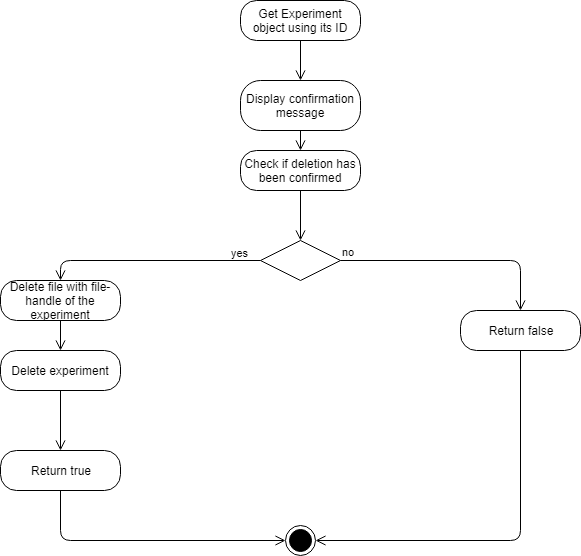 Get Experiment
object using its ID
Display confirmation
message
Check if deletion has
been confirmed
yes
no
Delete file with file-
handle of the
experiment
Return false
Delete experiment
Return true